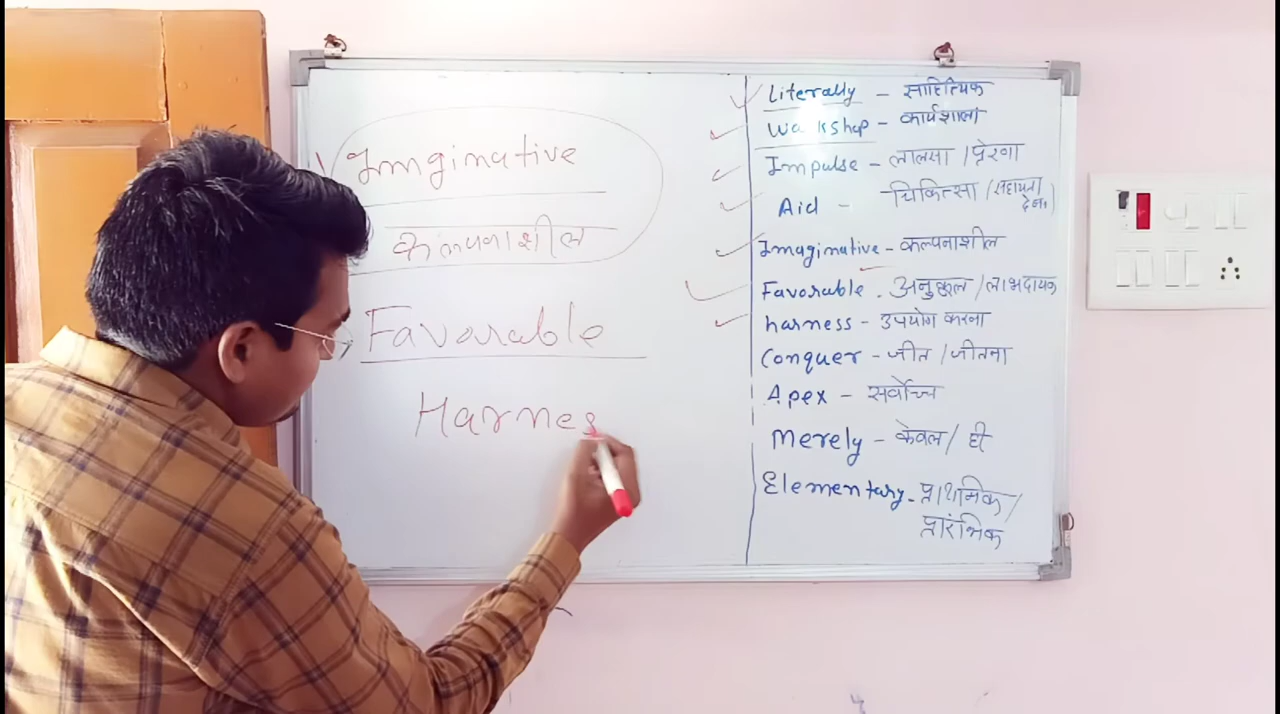 Imginative
कल्पनाशील
Favorable
Harnes
Literally - साहित्यिक
Workshop - कार्यशाला
Impulse - लालसा / प्रेरणा
Aid - चिकित्सा / (सहायता देना)
Imaginative - कल्पनाशील
Favorable - अनुकूल / लाभदायक
harness - उपयोग करना
Conquer - जीत / जीतना
Apex - सर्वोच्च
Merely - केवल / ही
Elementary - प्राथमिक /
प्रारंभिक